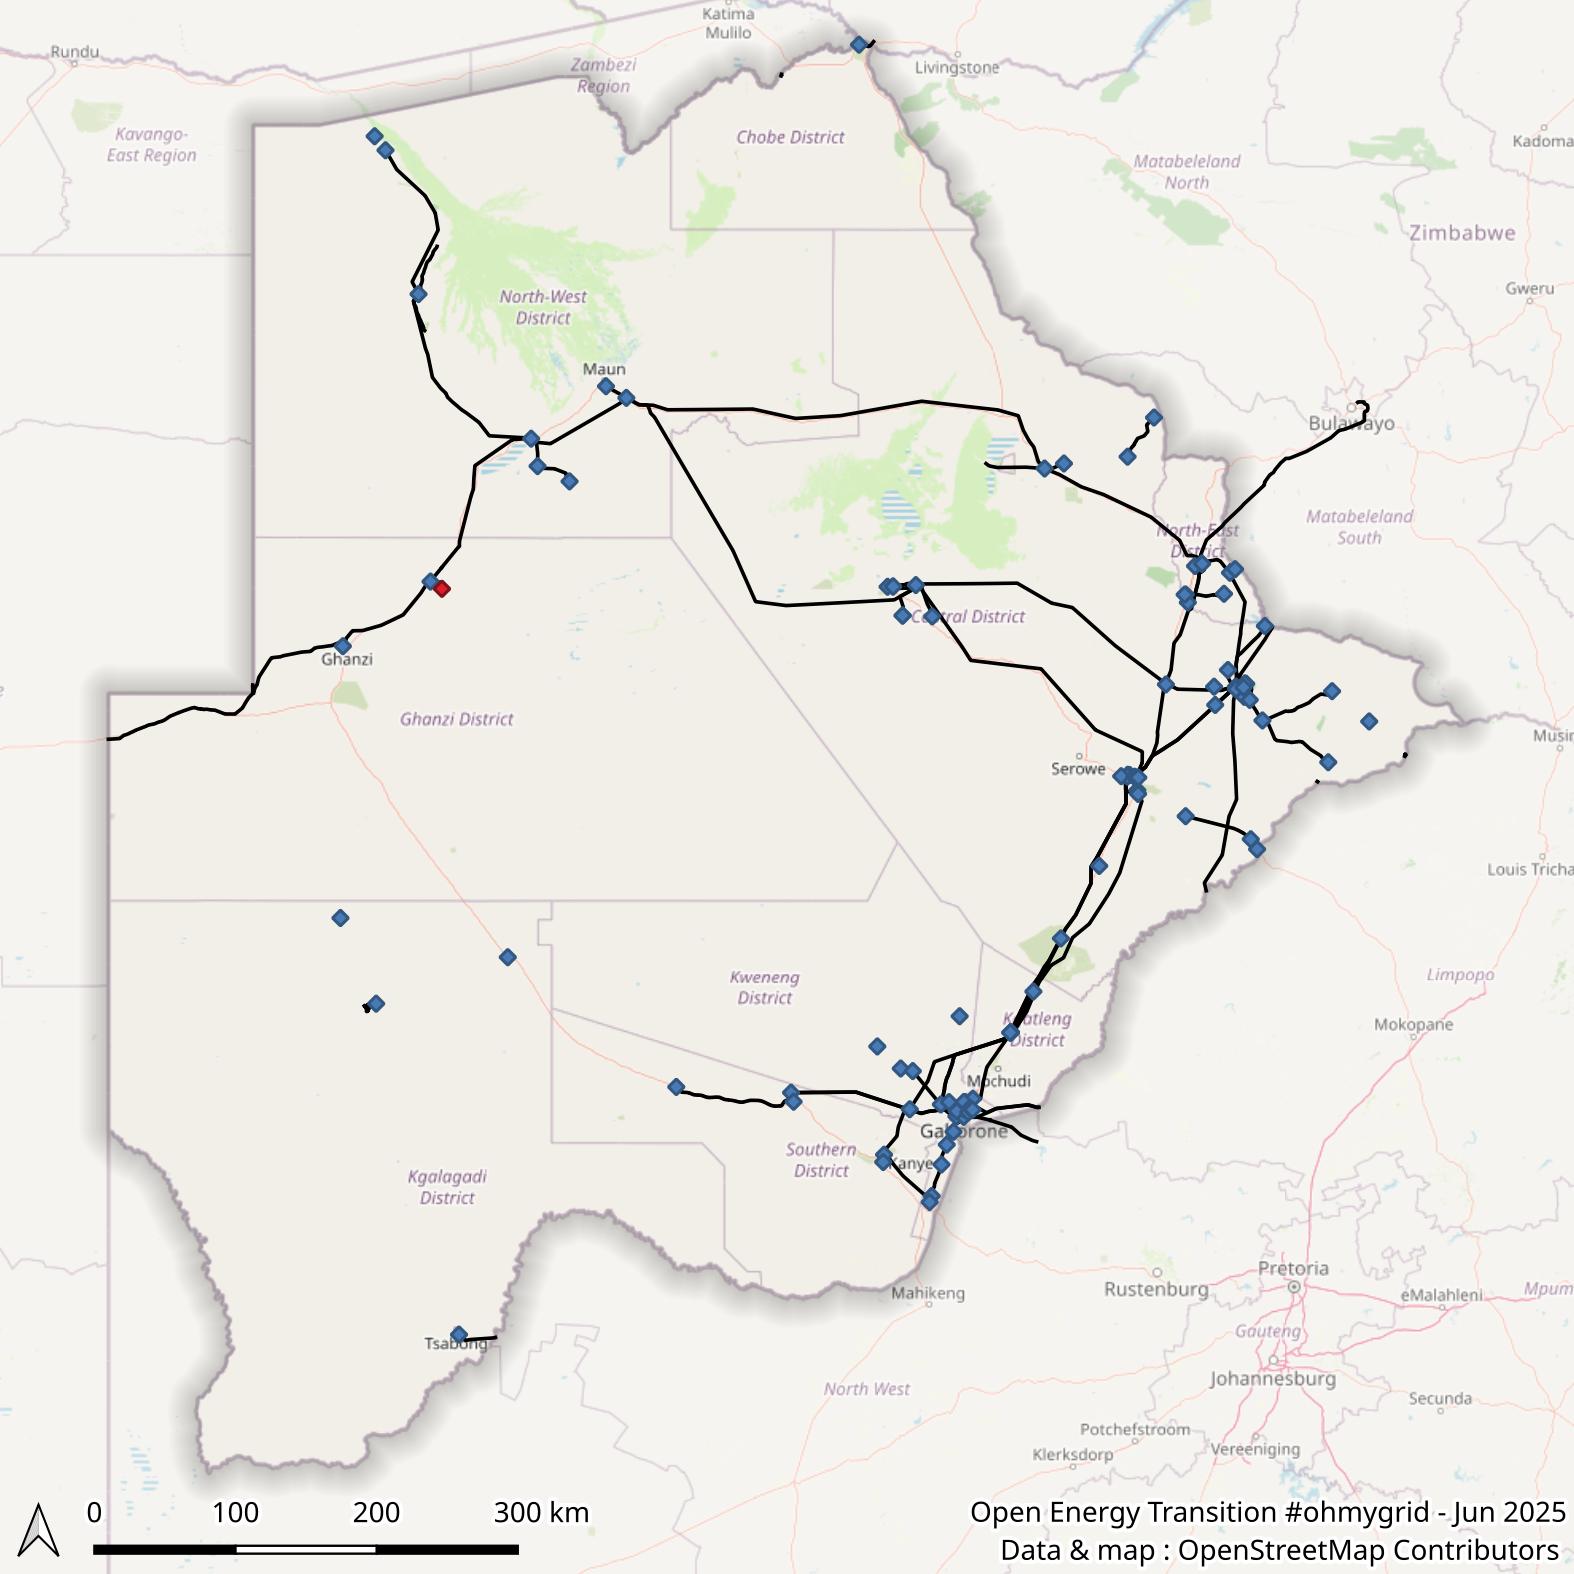 Katima
Mulilo
Rundu
Livingstone
Zambezi
Region
Kavango-
East Region
Chobe District
Kadoma
Matabeleland
North
Zimbabwe
Gweru
North-West
District
Maun
Bulawayo
Matabeleland
South
North-East
District
Central District
Ghanzi
Ghanzi District
Musin
Serowe
Louis Tricha
Kweneng
District
Limpopo
Kgatleng
District
Mokopane
Mochudi
Gaborone
Southern
District
Kanye
Kgalagadi
District
Pretoria
Rustenburg
eMalahleni
Mpum
Mahikeng
Gauteng
Tsabong
Johannesburg
North West
Secunda
Potchefstroom
Klerksdorp
Vereeniging
0 100 200 300 km
Open Energy Transition #ohmygrid - Jun 2025
Data & map : OpenStreetMap Contributors